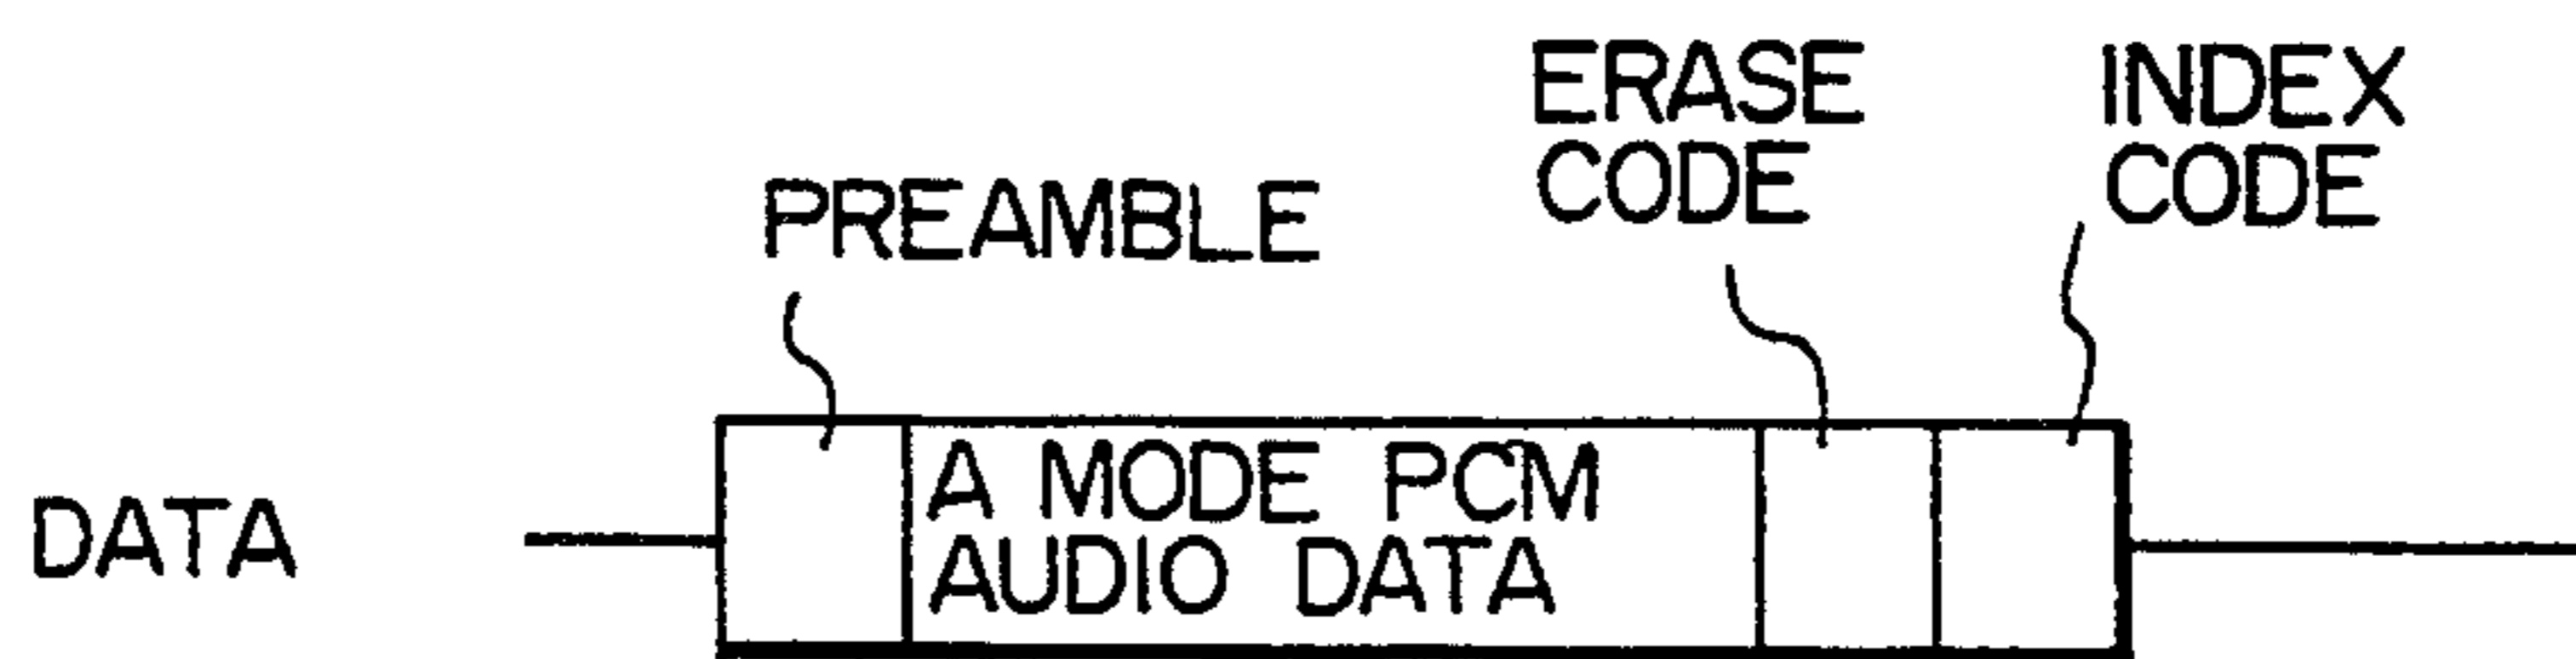 ERASE
CODE
INDEX
CODE
PREAMBLE
DATA
A MODE PCM
AUDIO DATA